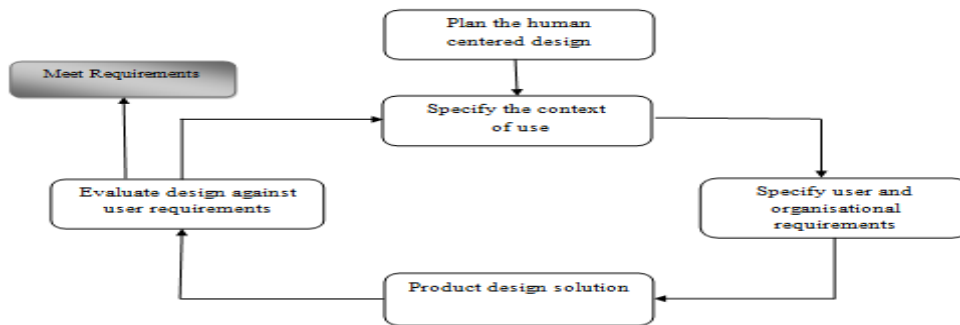 Plan the human
centered design
Meet Requirements
Specify the context
of use
Evaluate design against
user requirements
Specify user and
organisational
requirements
Product design solution